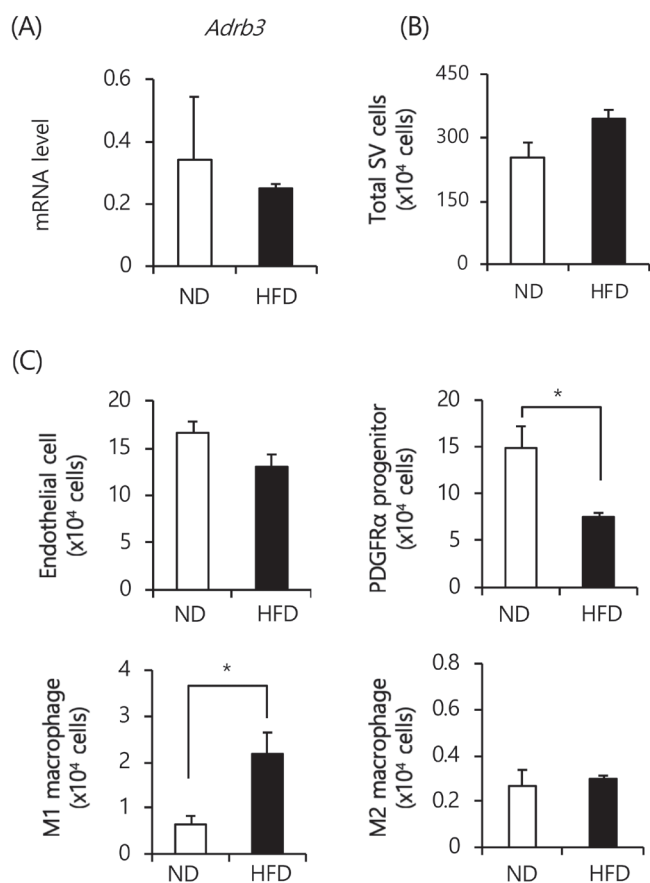 (A)
Adrb3
mRNA level
0.6
0.4
0.2
0
ND
HFD
(B)
Total SV cells
(x10⁴ cells)
450
300
150
0
ND
HFD
(C)
Endothelial cell
(x10⁴ cells)
20
15
10
5
0
ND
HFD
PDGFRα progenitor
(x10⁴ cells)
20
15
10
5
0
*
ND
HFD
M1 macrophage
(x10⁴ cells)
4
3
2
1
0
*
ND
HFD
M2 macrophage
(x10⁴ cells)
0.8
0.6
0.4
0.2
0
ND
HFD